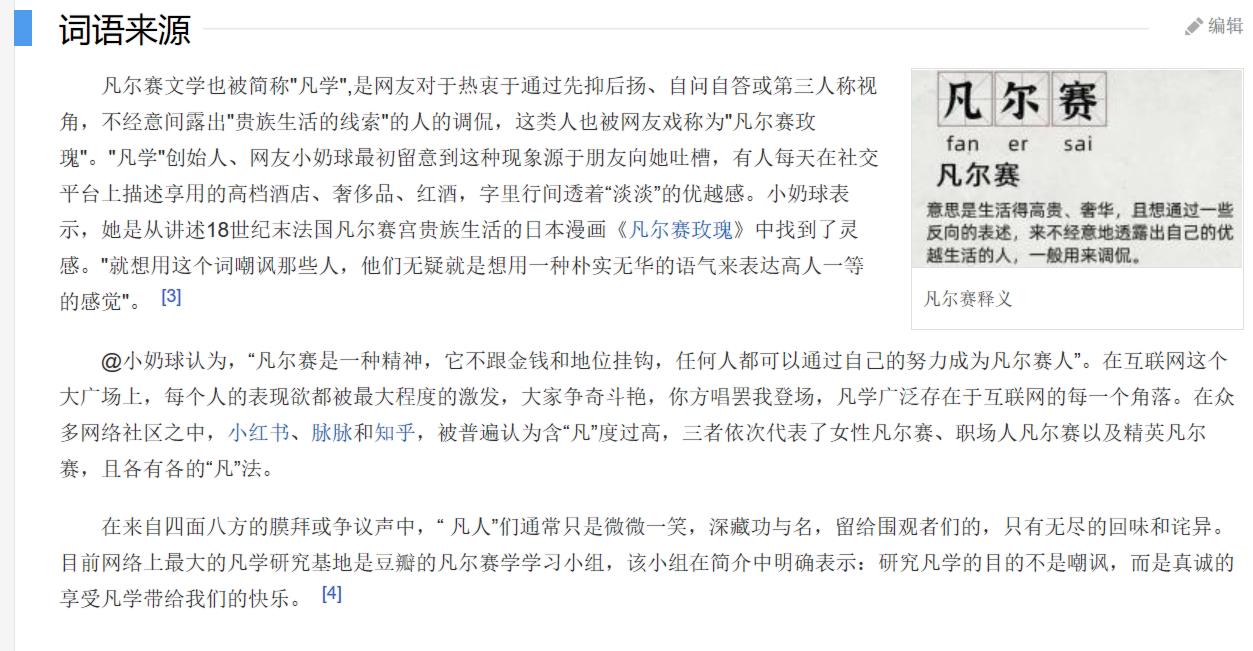 词语来源
编辑
凡尔赛文学也被简称"凡学",是网友对于热衷于通过先抑后扬、自问自答或第三人称视
角，不经意间露出"贵族生活的线索"的人的调侃，这类人也被网友戏称为"凡尔赛玫
瑰"。"凡学"创始人、网友小奶球最初留意到这种现象源于朋友向她吐槽，有人每天在社交
平台上描述享用的高档酒店、奢侈品、红酒，字里行间透着“淡淡”的优越感。小奶球表
示，她是从讲述18世纪末法国凡尔赛宫贵族生活的日本漫画《凡尔赛玫瑰》中找到了灵
感。"就想用这个词嘲讽那些人，他们无疑就是想用一种朴实无华的语气来表达高人一等
的感觉"。 [3]
凡尔赛
fan er sai
凡尔赛
意思是生活得高贵、奢华，且想通过一些
反向的表述，来不经意地透露出自己的优
越生活的人，一般用来调侃。
凡尔赛释义
@小奶球认为，“凡尔赛是一种精神，它不跟金钱和地位挂钩，任何人都可以通过自己的努力成为凡尔赛人”。在互联网这个
大广场上，每个人的表现欲都被最大程度的激发，大家争奇斗艳，你方唱罢我登场，凡学广泛存在于互联网的每一个角落。在众
多网络社区之中，小红书、脉脉和知乎，被普遍认为含“凡”度过高，三者依次代表了女性凡尔赛、职场人凡尔赛以及精英凡尔
赛，且各有各的“凡”法。
在来自四面八方的膜拜或争议声中，“ 凡人”们通常只是微微一笑，深藏功与名，留给围观者们的，只有无尽的回味和诧异。
目前网络上最大的凡学研究基地是豆瓣的凡尔赛学学习小组，该小组在简介中明确表示：研究凡学的目的不是嘲讽，而是真诚的
享受凡学带给我们的快乐。 [4]